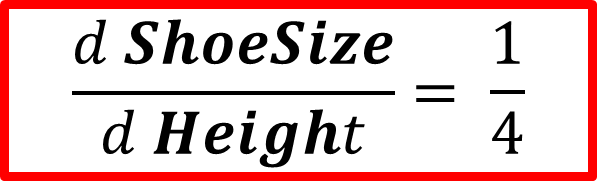 d ShoeSize / d Height = 1 / 4